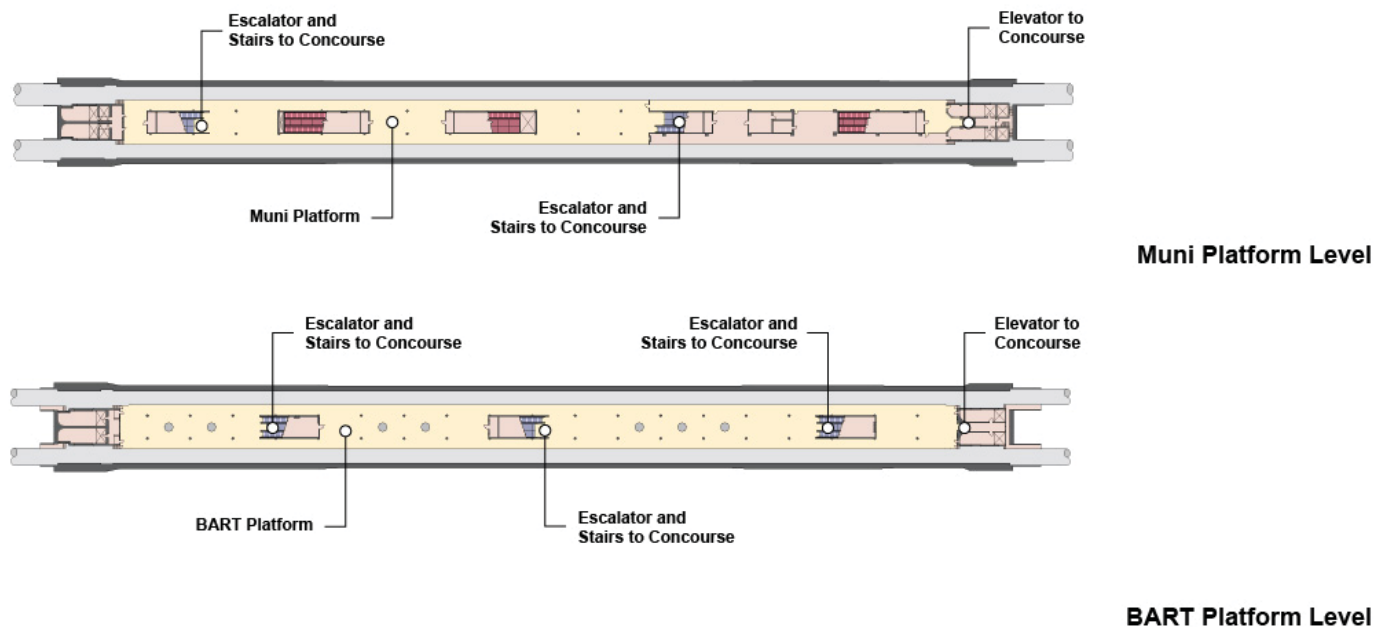 Escalator and
Stairs to Concourse
Elevator to
Concourse
Muni Platform
Escalator and
Stairs to Concourse
Muni Platform Level
Escalator and
Stairs to Concourse
Escalator and
Stairs to Concourse
Elevator to
Concourse
BART Platform
Escalator and
Stairs to Concourse
BART Platform Level